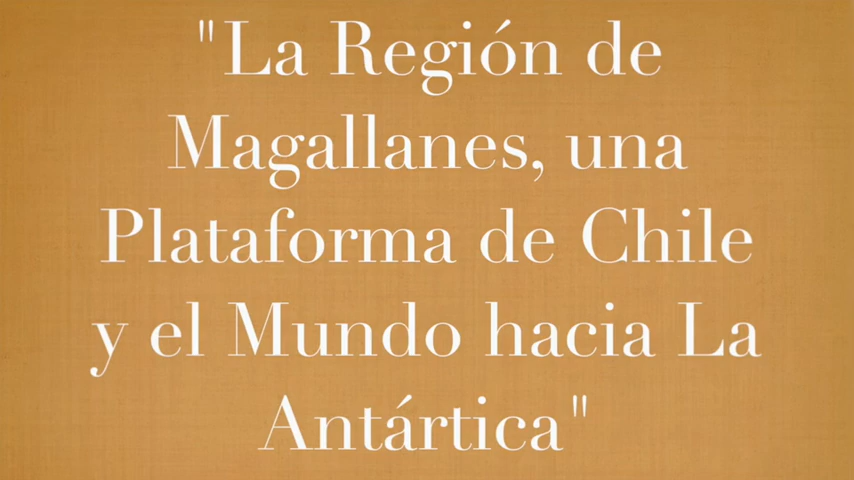 "La Región de
Magallanes, una
Plataforma de Chile
y el Mundo hacia La
Antártica"